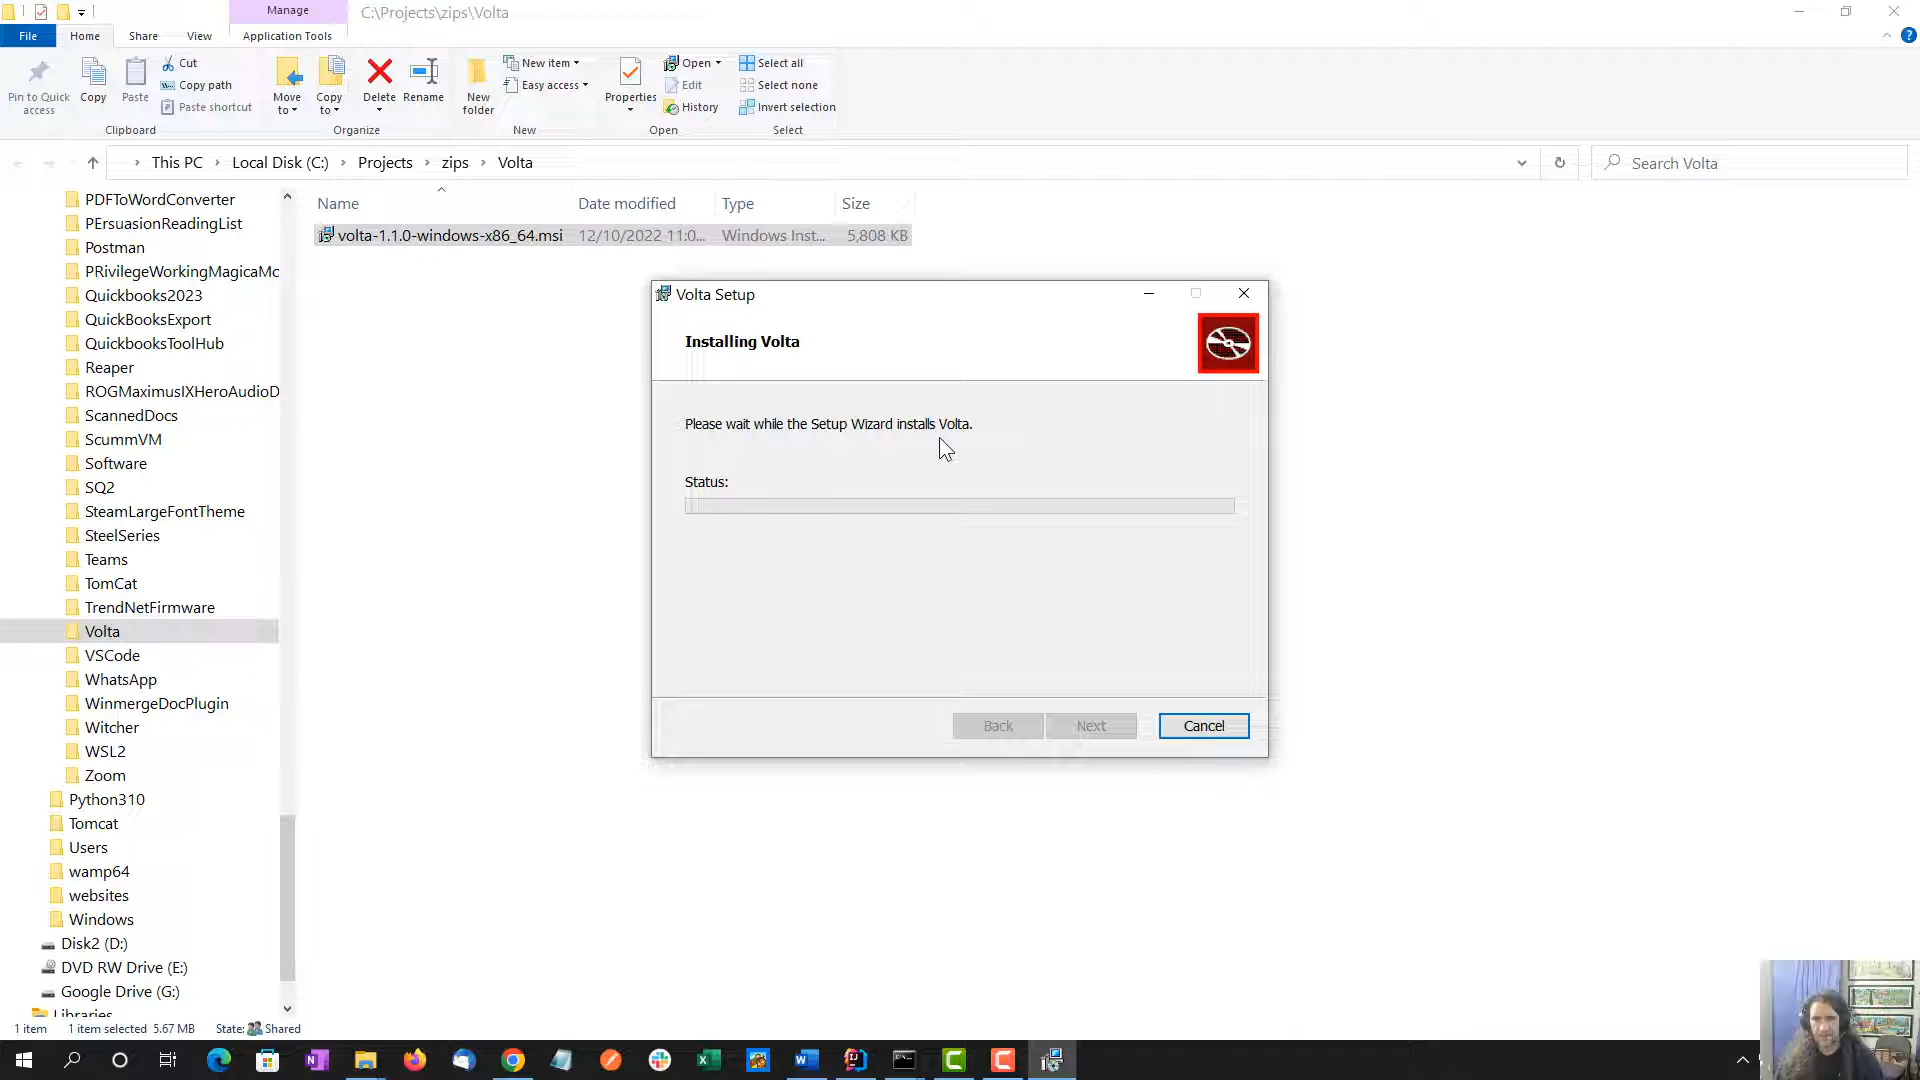 Manage
C:\Projects\zips\Volta
File
Home
Share
View
Application Tools
Pin to Quick access
Copy
Paste
Cut
Copy path
Paste shortcut
Move to
Copy to
Delete
Rename
New folder
New item
Easy access
Properties
Open
Edit
History
Select all
Select none
Invert selection
Clipboard
Organize
New
Open
Select
This PC
Local Disk (C:)
Projects
zips
Volta
Search Volta
Name
Date modified
Type
Size
volta-1.1.0-windows-x86_64.msi
12/10/2022 11:0...
Windows Inst...
5,808 KB
PDFToWordConverter
PErsuasionReadingList
Postman
PRivilegeWorkingMagicaMc
Quickbooks2023
QuickBooksExport
QuickbooksToolHub
Reaper
ROGMaximusIXHeroAudioD
ScannedDocs
ScummVM
Software
SQ2
SteamLargeFontTheme
SteelSeries
Teams
TomCat
TrendNetFirmware
Volta
VSCode
WhatsApp
WinmergeDocPlugin
Witcher
WSL2
Zoom
Python310
Tomcat
Users
wamp64
websites
Windows
Disk2 (D:)
DVD RW Drive (E:)
Google Drive (G:)
Libraries
Volta Setup
Installing Volta
Please wait while the Setup Wizard installs Volta.
Status:
Back
Next
Cancel
1 item
1 item selected 5.67 MB
State:
Shared